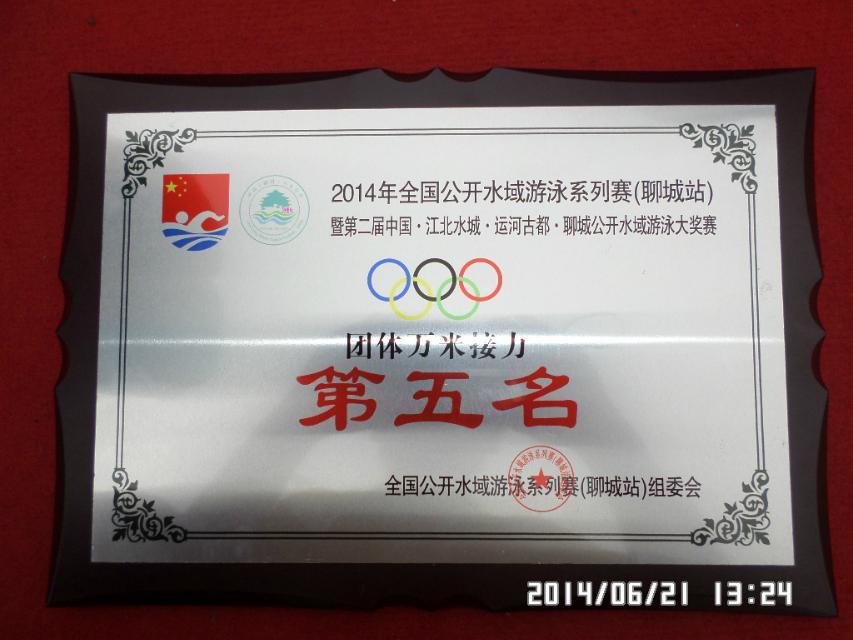 2014年全国公开水域游泳系列赛(聊城站)
暨第二届中国·江北水城·运河古都·聊城公开水域游泳大奖赛
团体万米接力
第五名
全国公开水域游泳系列赛(聊城站)组委会
2014/06/21 13:24